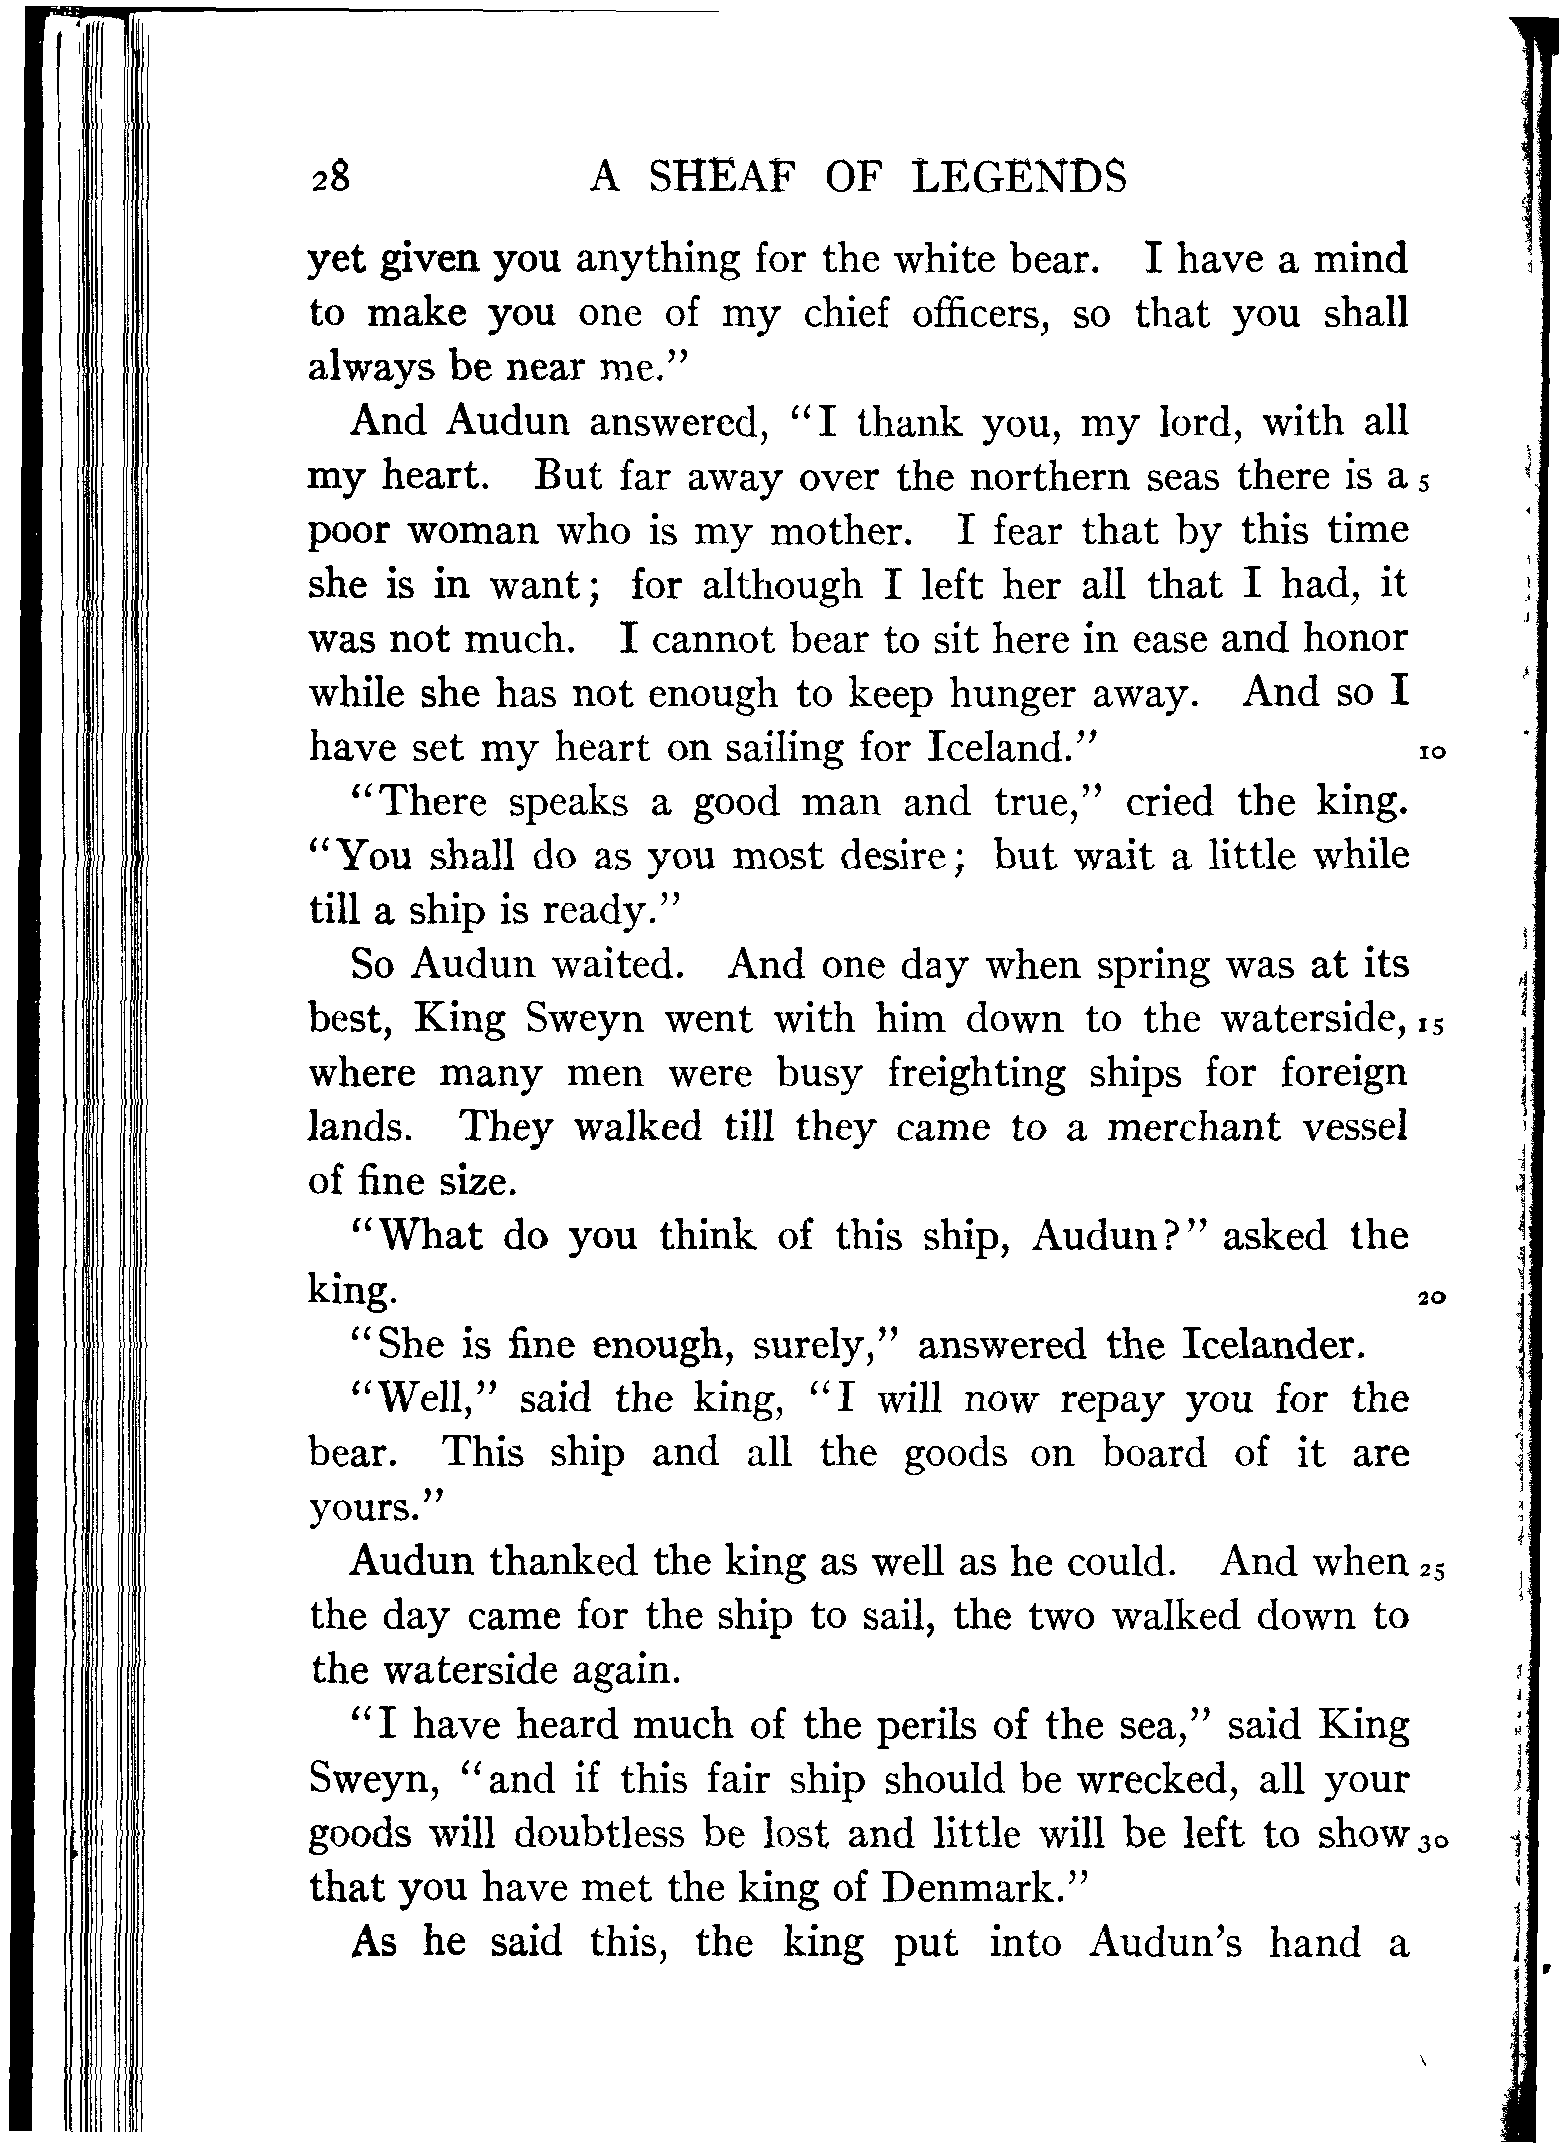 28 A SHEAF OF LEGENDS
yet given you anything for the white bear. I have a mind
to make you one of my chief officers, so that you shall
always be near me."
And Audun answered, "I thank you, my lord, with all
my heart. But far away over the northern seas there is a 5
poor woman who is my mother. I fear that by this time
she is in want; for although I left her all that I had, it
was not much. I cannot bear to sit here in ease and honor
while she has not enough to keep hunger away. And so I
have set my heart on sailing for Iceland." 10
"There speaks a good man and true," cried the king.
"You shall do as you most desire; but wait a little while
till a ship is ready."
So Audun waited. And one day when spring was at its
best, King Sweyn went with him down to the waterside, 15
where many men were busy freighting ships for foreign
lands. They walked till they came to a merchant vessel
of fine size.
"What do you think of this ship, Audun?" asked the
king. 20
"She is fine enough, surely," answered the Icelander.
"Well," said the king, "I will now repay you for the
bear. This ship and all the goods on board of it are
yours."
Audun thanked the king as well as he could. And when 25
the day came for the ship to sail, the two walked down to
the waterside again.
"I have heard much of the perils of the sea," said King
Sweyn, "and if this fair ship should be wrecked, all your
goods will doubtless be lost and little will be left to show 30
that you have met the king of Denmark."
As he said this, the king put into Audun's hand a